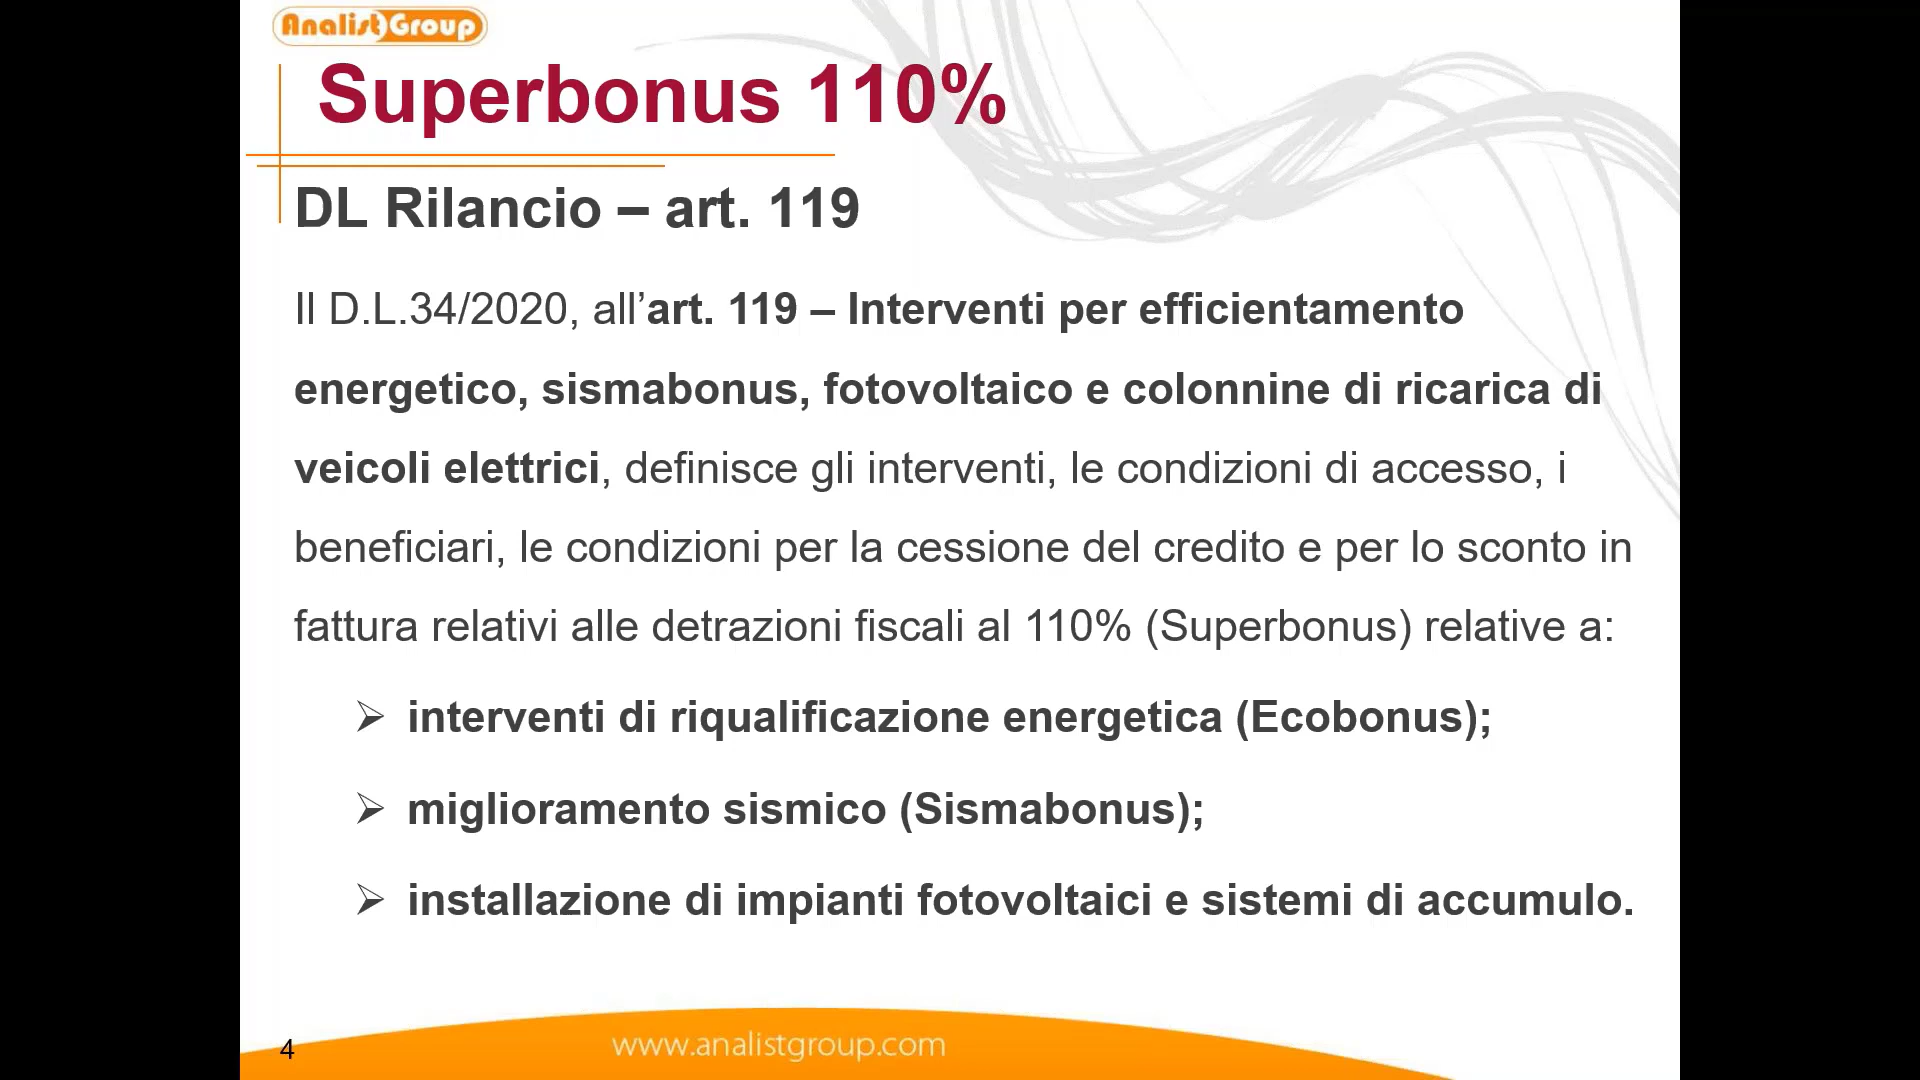 AnalistGroup
Superbonus 110%
DL Rilancio – art. 119
Il D.L.34/2020, all’art. 119 – Interventi per efficientamento
energetico, sismabonus, fotovoltaico e colonnine di ricarica di
veicoli elettrici, definisce gli interventi, le condizioni di accesso, i
beneficiari, le condizioni per la cessione del credito e per lo sconto in
fattura relativi alle detrazioni fiscali al 110% (Superbonus) relative a:
➢ interventi di riqualificazione energetica (Ecobonus);
➢ miglioramento sismico (Sismabonus);
➢ installazione di impianti fotovoltaici e sistemi di accumulo.
4
www.analistgroup.com